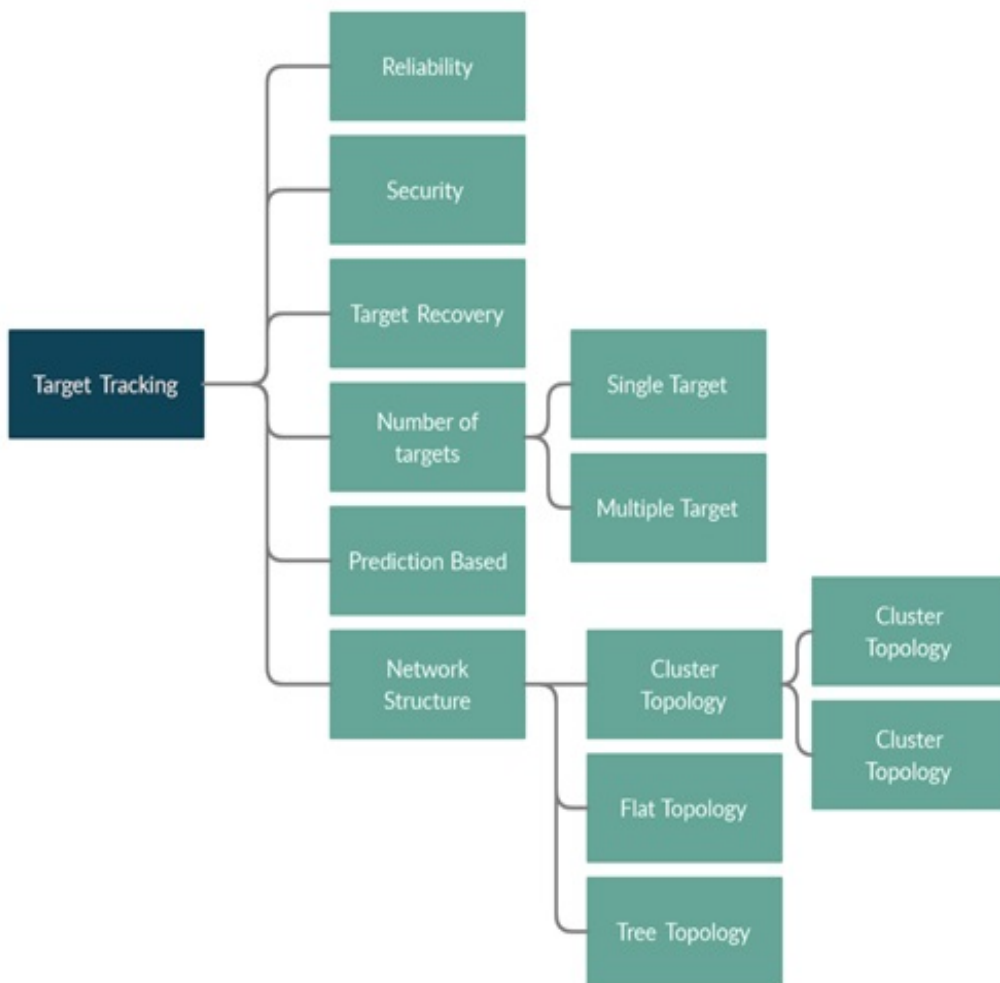 Reliability
Security
Target Recovery
Target Tracking
Single Target
Number of
targets
Multiple Target
Prediction Based
Cluster
Topology
Network
Structure
Cluster
Topology
Cluster
Topology
Flat Topology
Tree Topology